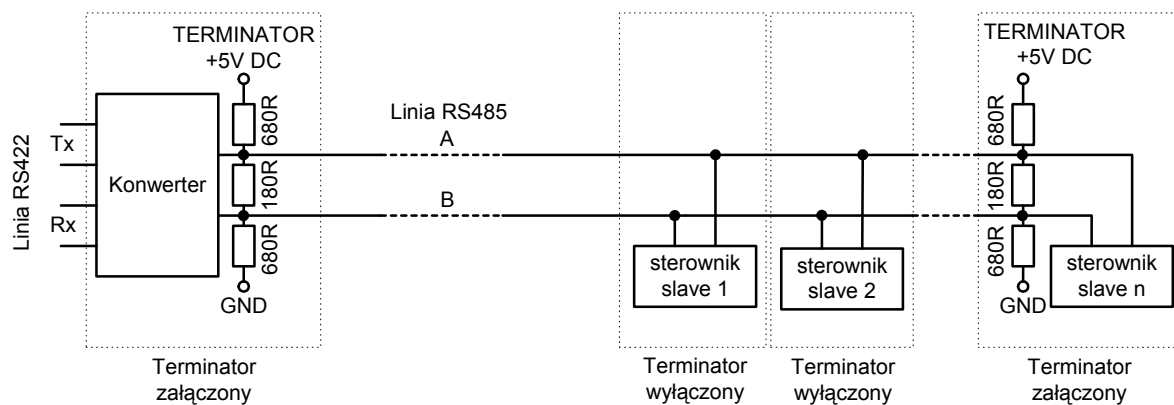 TERMINATOR
+5V DC
680R
180R
680R
GND
Linia RS422
Tx
Rx
Konwerter
Linia RS485
A
B
sterownik
slave 1
sterownik
slave 2
TERMINATOR
+5V DC
680R
180R
680R
GND
sterownik
slave n
Terminator
załączony
Terminator
wyłączony
Terminator
wyłączony
Terminator
załączony